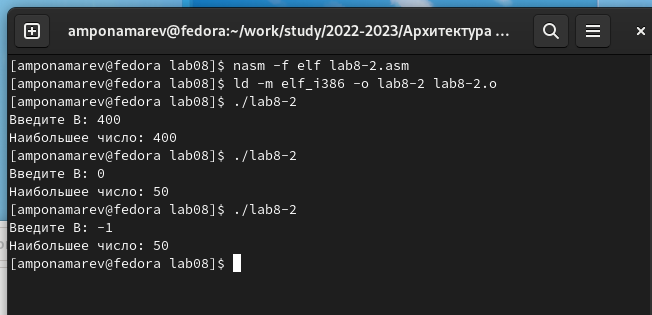 amponamarev@fedora:~/work/study/2022-2023/Архитектура ...
[amponamarev@fedora lab08]$ nasm -f elf lab8-2.asm
[amponamarev@fedora lab08]$ ld -m elf_i386 -o lab8-2 lab8-2.o
[amponamarev@fedora lab08]$ ./lab8-2
Введите В: 400
Наибольшее число: 400
[amponamarev@fedora lab08]$ ./lab8-2
Введите В: 0
Наибольшее число: 50
[amponamarev@fedora lab08]$ ./lab8-2
Введите В: -1
Наибольшее число: 50
[amponamarev@fedora lab08]$